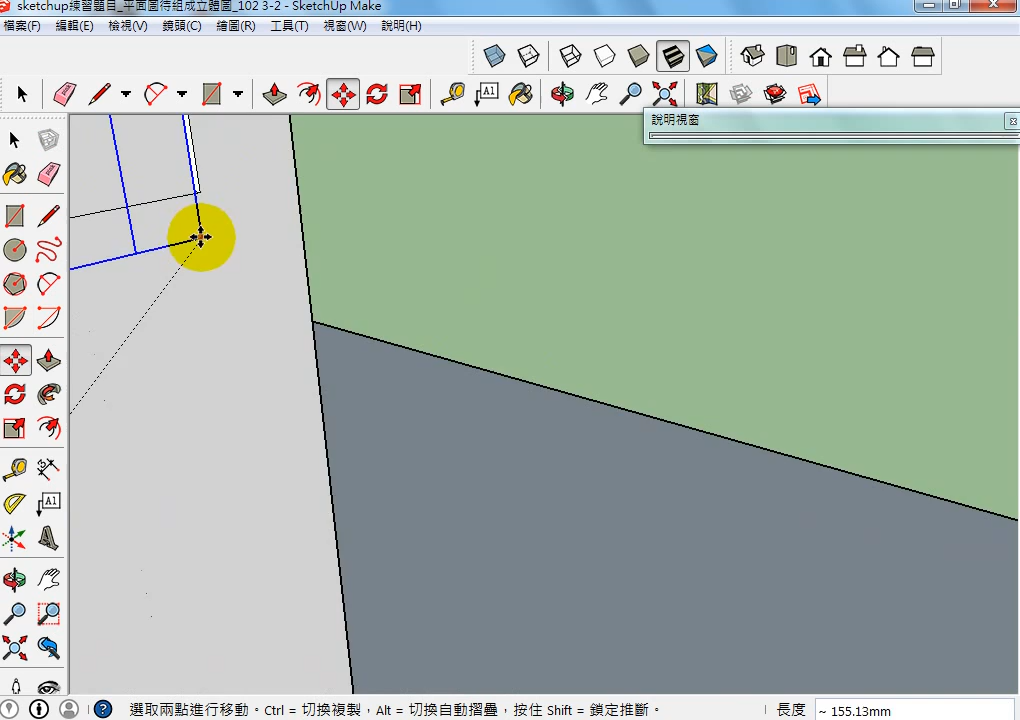 sketchup練習題目_平面圖待組成立體圖_102 3-2 - SketchUp Make
檔案(F) 編輯(E) 檢視(V) 鏡頭(C) 繪圖(R) 工具(T) 視窗(W) 說明(H)
A1
說明視窗
A1
選取兩點進行移動。Ctrl = 切換複製，Alt = 切換自動摺疊，按住 Shift = 鎖定推斷。
長度 ~ 155.13mm